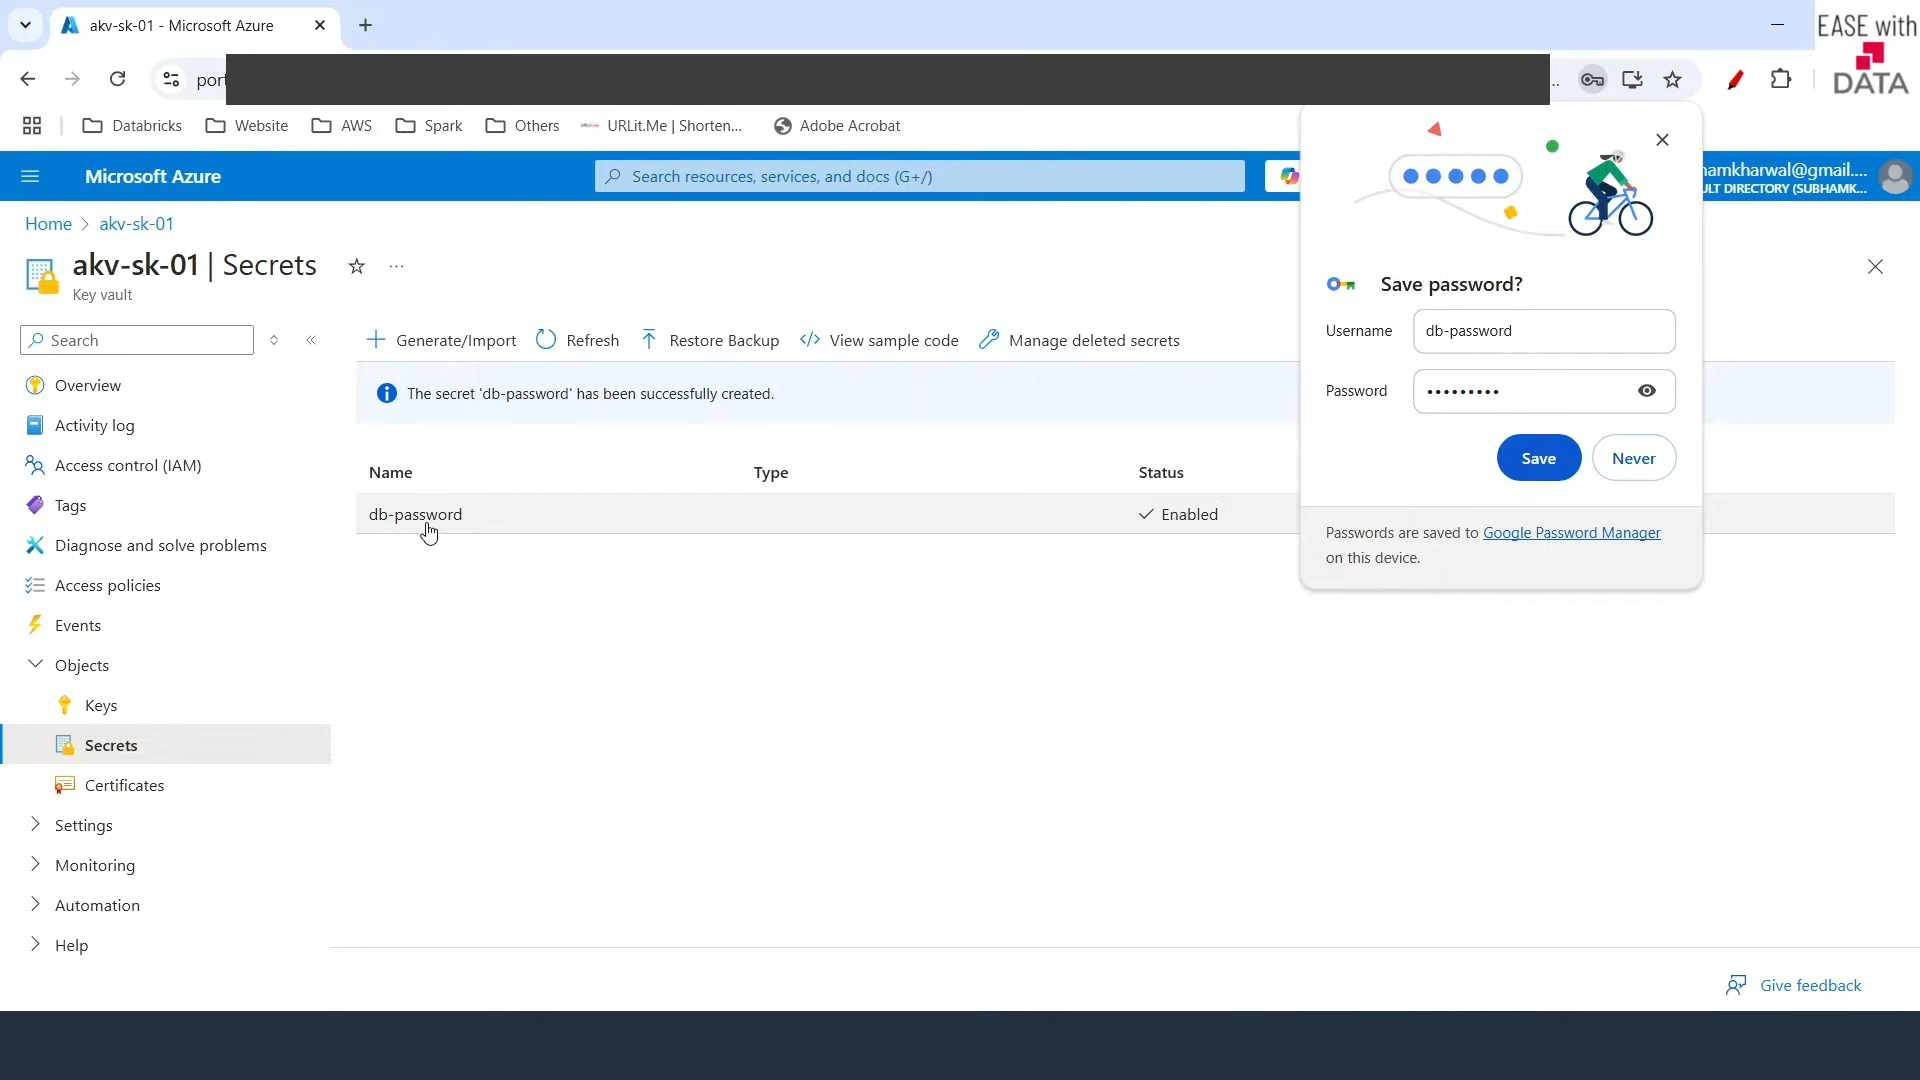 akv-sk-01 - Microsoft Azure
EASE with
DATA
port
..
Databricks
Website
AWS
Spark
Others
URLit.Me | Shorten...
Adobe Acrobat
Microsoft Azure
Search resources, services, and docs (G+/)
hamkharwal@gmail....
ULT DIRECTORY (SUBHAMK...
Home > akv-sk-01
akv-sk-01 | Secrets
...
Key vault
Search
Generate/Import
Refresh
Restore Backup
View sample code
Manage deleted secrets
The secret 'db-password' has been successfully created.
Name
Type
Status
db-password
Enabled
Overview
Activity log
Access control (IAM)
Tags
Diagnose and solve problems
Access policies
Events
Objects
Keys
Secrets
Certificates
Settings
Monitoring
Automation
Help
Save password?
Username
db-password
Password
•••••••••
Save
Never
Passwords are saved to Google Password Manager
on this device.
Give feedback